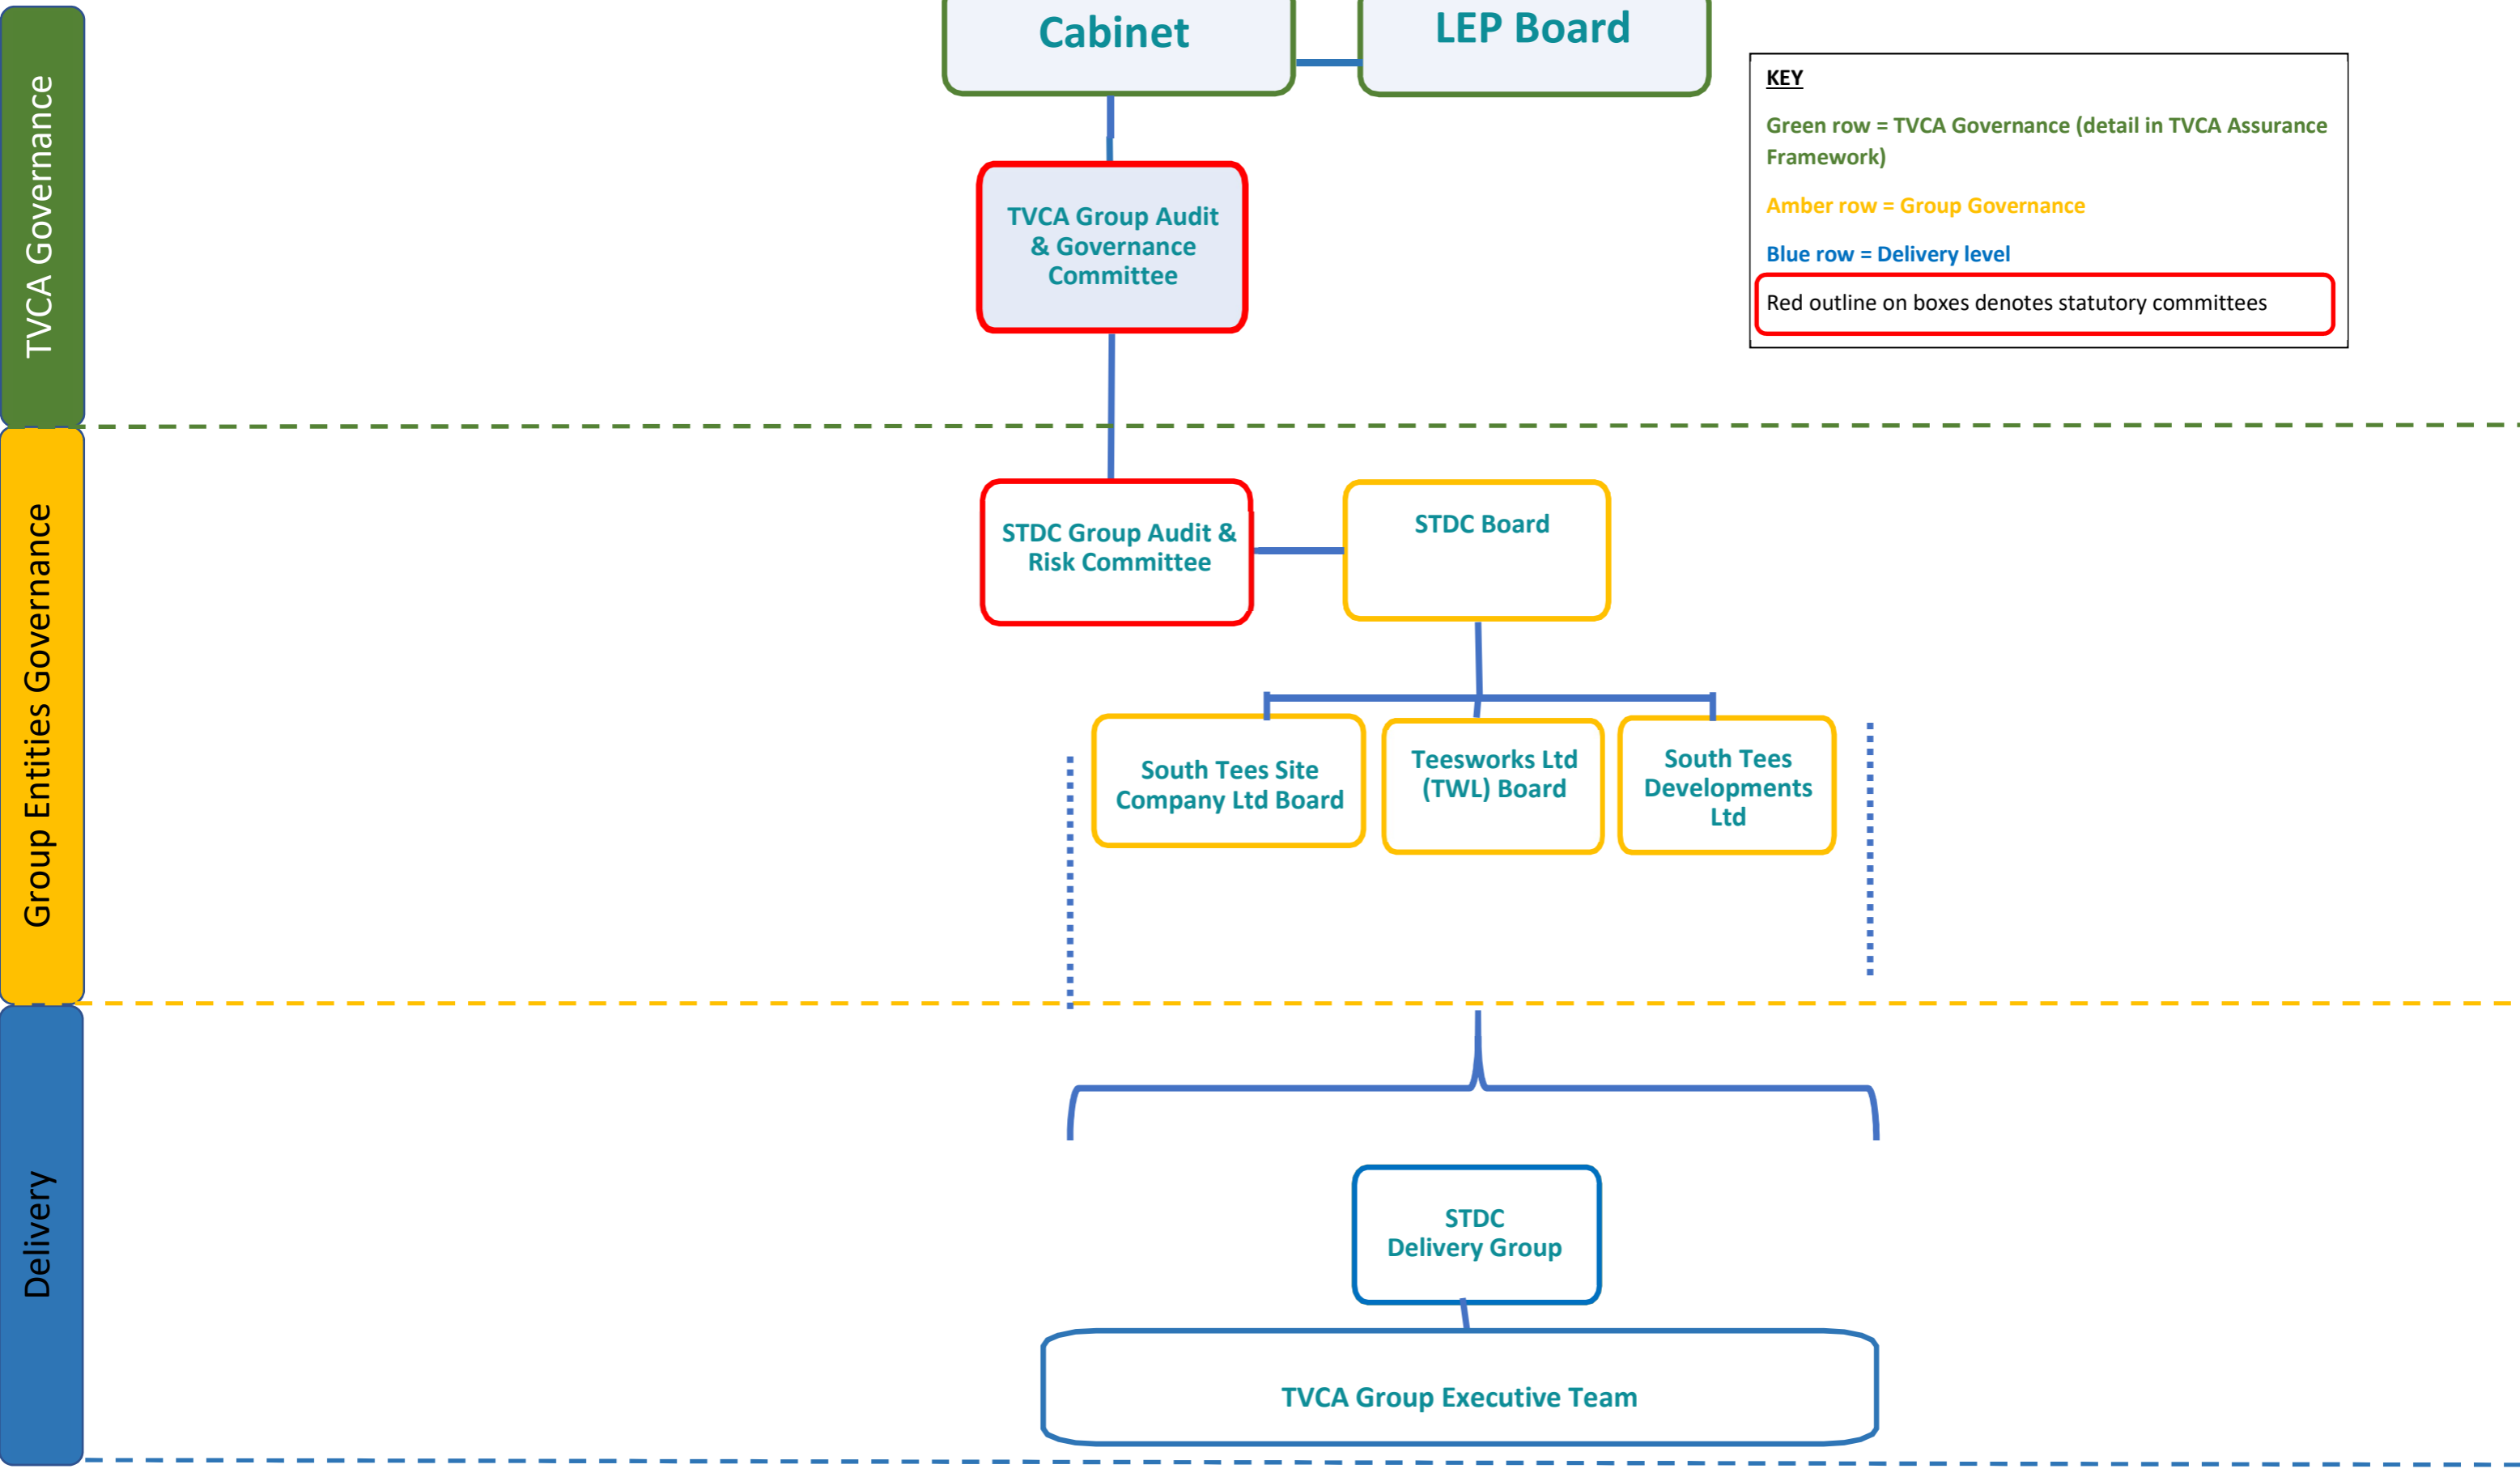 TVCA Governance
Cabinet
LEP Board
KEY
Green row = TVCA Governance (detail in TVCA Assurance
Framework)
Amber row = Group Governance
Blue row = Delivery level
Red outline on boxes denotes statutory committees
TVCA Group Audit
& Governance
Committee
Group Entities Governance
STDC Group Audit &
Risk Committee
STDC Board
South Tees Site
Company Ltd Board
Teesworks Ltd
(TWL) Board
South Tees
Developments
Ltd
Delivery
STDC
Delivery Group
TVCA Group Executive Team